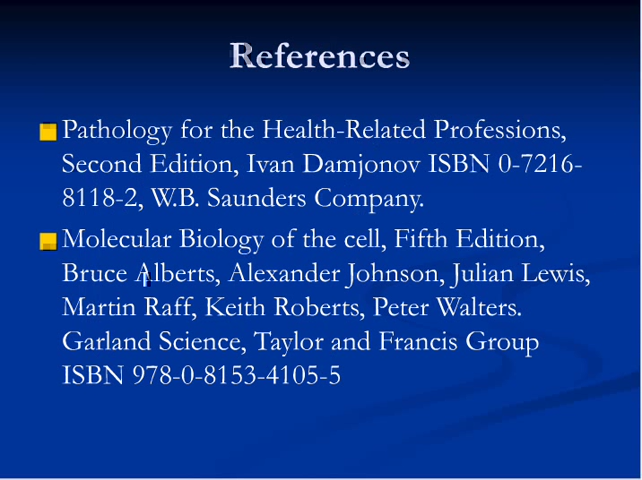 References
Pathology for the Health-Related Professions,
Second Edition, Ivan Damjonov ISBN 0-7216-
8118-2, W.B. Saunders Company.
Molecular Biology of the cell, Fifth Edition,
Bruce Alberts, Alexander Johnson, Julian Lewis,
Martin Raff, Keith Roberts, Peter Walters.
Garland Science, Taylor and Francis Group
ISBN 978-0-8153-4105-5